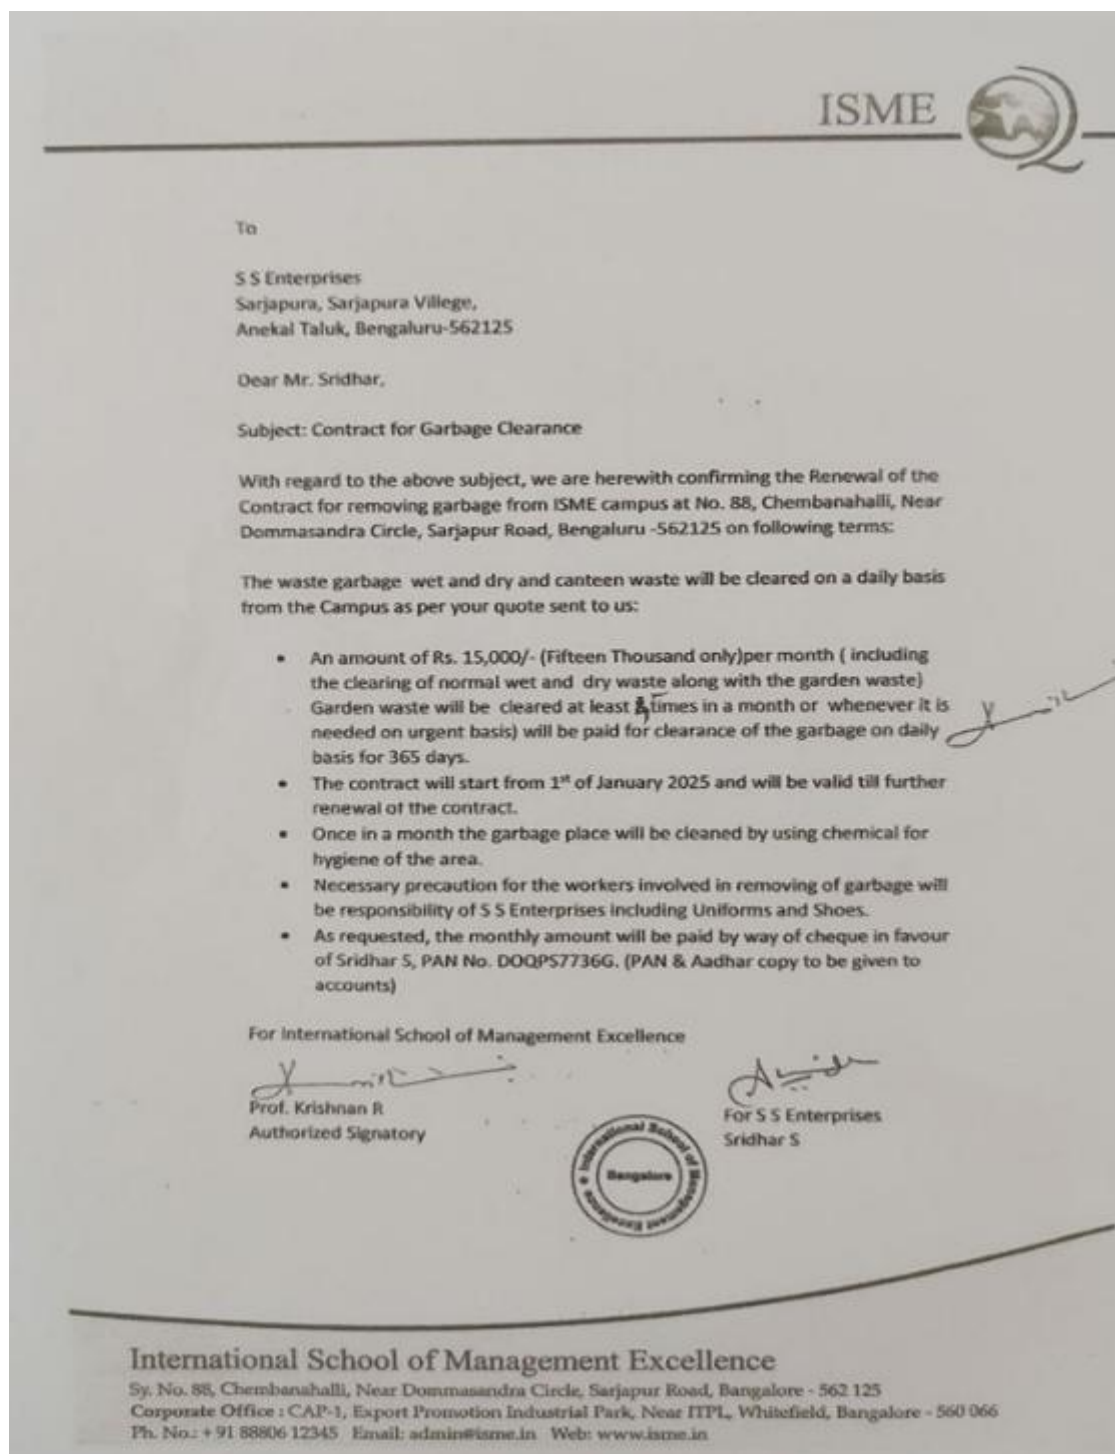 ISME
To
S S Enterprises
Sarjapura, Sarjapura Villege,
Anekal Taluk, Bengaluru-562125
Dear Mr. Sridhar,
Subject: Contract for Garbage Clearance
With regard to the above subject, we are herewith confirming the Renewal of the
Contract for removing garbage from ISME campus at No. 88, Chembanahalli, Near
Dommasandra Circle, Sarjapur Road, Bengaluru -562125 on following terms:
The waste garbage wet and dry and canteen waste will be cleared on a daily basis
from the Campus as per your quote sent to us:
• An amount of Rs. 15,000/- (Fifteen Thousand only)per month ( including
the clearing of normal wet and dry waste along with the garden waste)
Garden waste will be cleared at least times in a month or whenever it is
needed on urgent basis) will be paid for clearance of the garbage on daily
basis for 365 days.
• The contract will start from 1st of January 2025 and will be valid till further
renewal of the contract.
• Once in a month the garbage place will be cleaned by using chemical for
hygiene of the area.
• Necessary precaution for the workers involved in removing of garbage will
be responsibility of S S Enterprises including Uniforms and Shoes.
• As requested, the monthly amount will be paid by way of cheque in favour
of Sridhar S, PAN No. DOQPS7736G. (PAN & Aadhar copy to be given to
accounts)
For International School of Management Excellence
Prof. Krishnan R
Authorized Signatory
For S S Enterprises
Sridhar S
International School of Management Excellence
Bangalore
International School of Management Excellence
Sy. No. 88, Chembanahalli, Near Dommasandra Circle, Sarjapur Road, Bangalore - 562 125
Corporate Office : CAP-1, Export Promotion Industrial Park, Near ITPL, Whitefield, Bangalore - 560 066
Ph. No.: + 91 88806 12345 Email: admin@isme.in Web: www.isme.in